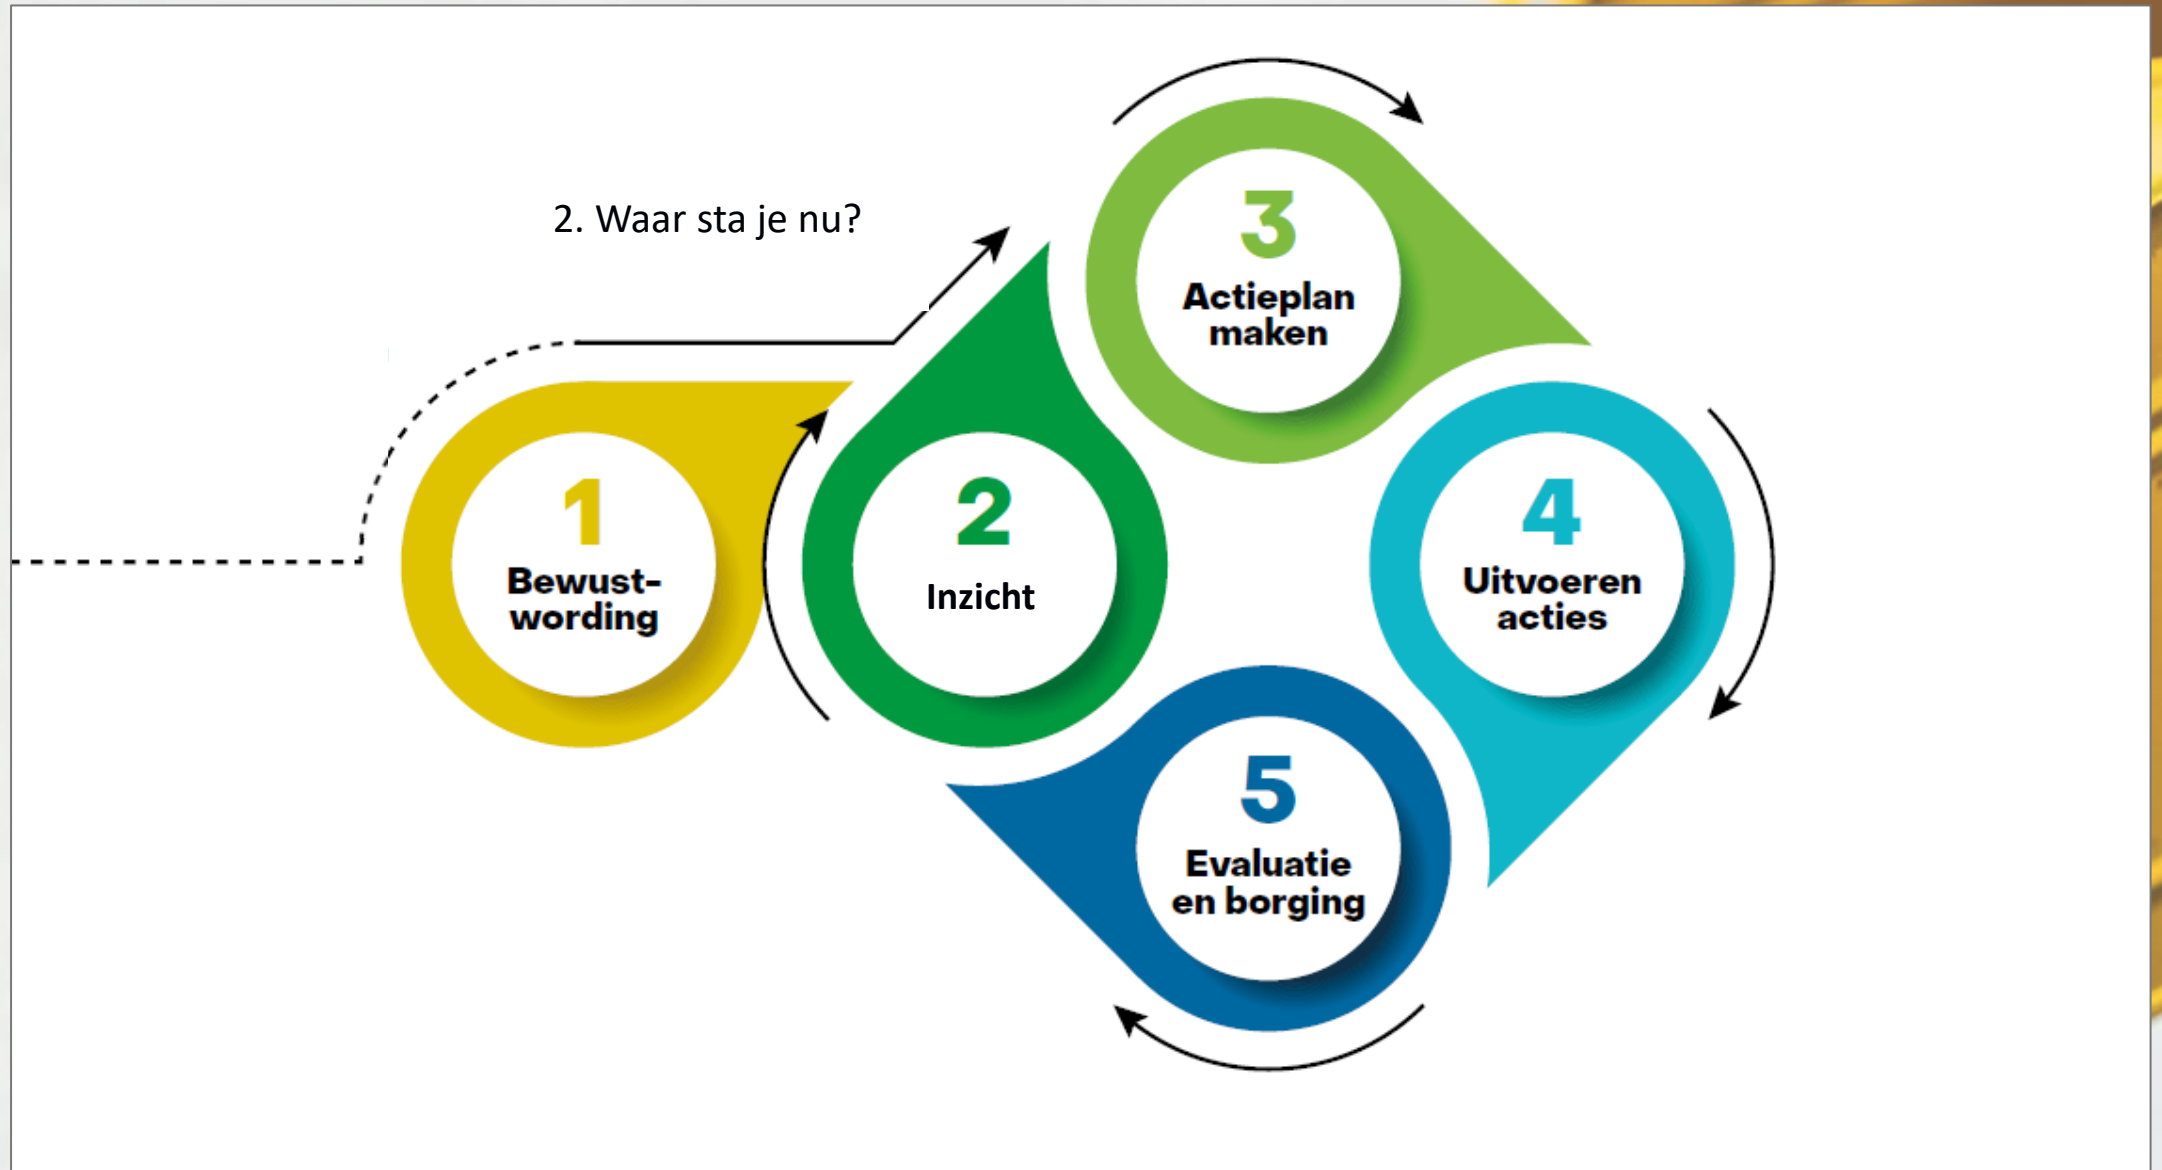 2. Waar sta je nu?
1
Bewust-
wording
2
Inzicht
3
Actieplan
maken
4
Uitvoeren
acties
5
Evaluatie
en borging